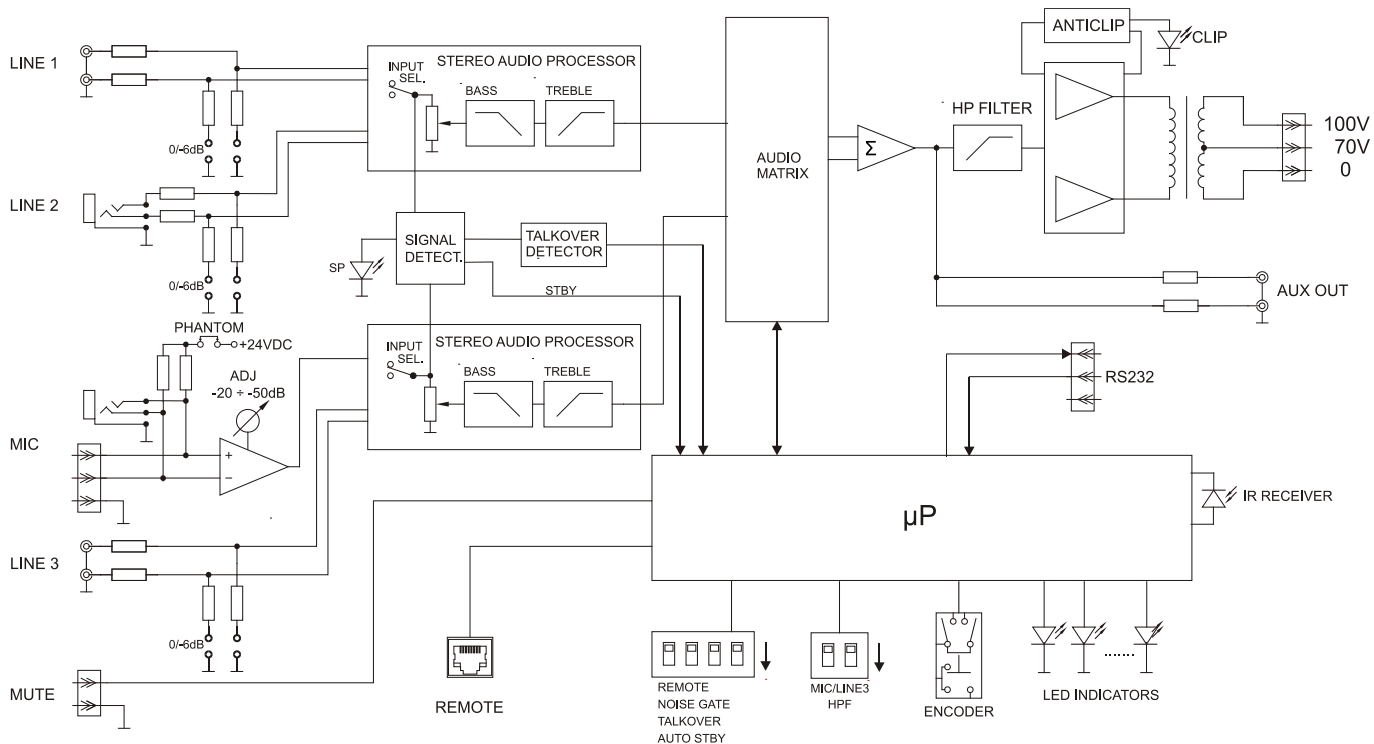 ANTICLIP
CLIP
LINE 1
STEREO AUDIO PROCESSOR
INPUT
SEL.
BASS
TREBLE
0/-6dB
AUDIO
MATRIX
Σ
HP FILTER
100V
70V
0
LINE 2
0/-6dB
SP
SIGNAL
DETECT.
TALKOVER
DETECTOR
STBY
AUX OUT
PHANTOM
+24VDC
ADJ
-20 ÷ -50dB
STEREO AUDIO PROCESSOR
INPUT
SEL.
BASS
TREBLE
RS232
MIC
+
−
µP
IR RECEIVER
LINE 3
0/-6dB
MUTE
REMOTE
REMOTE
NOISE GATE
TALKOVER
AUTO STBY
MIC/LINE3
HPF
ENCODER
LED INDICATORS